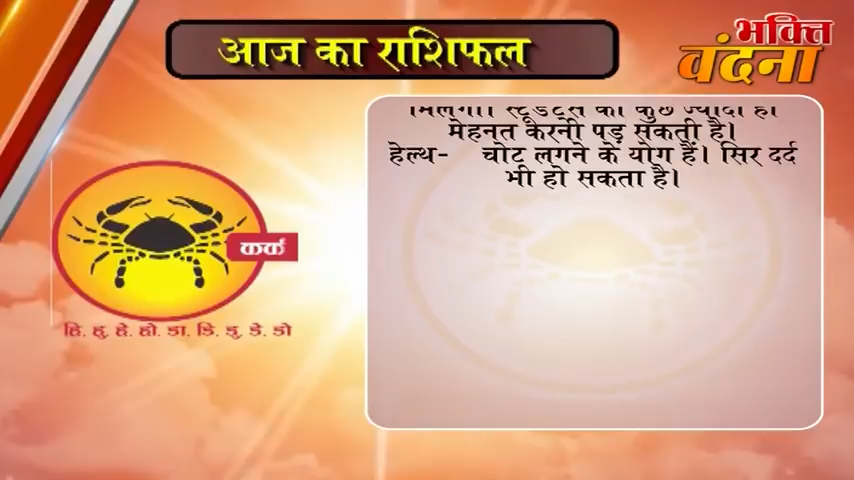 आज का राशिफल
भक्ति
वंदना
मिलेगा। स्टूडेंट्स को कुछ ज्यादा ही
मेहनत करनी पड़ सकती है।
हेल्थ- चोट लगने के योग हैं। सिर दर्द
भी हो सकता है।
कर्क
हि. हु. हे. हो. डा. डि. डु. डे. डो